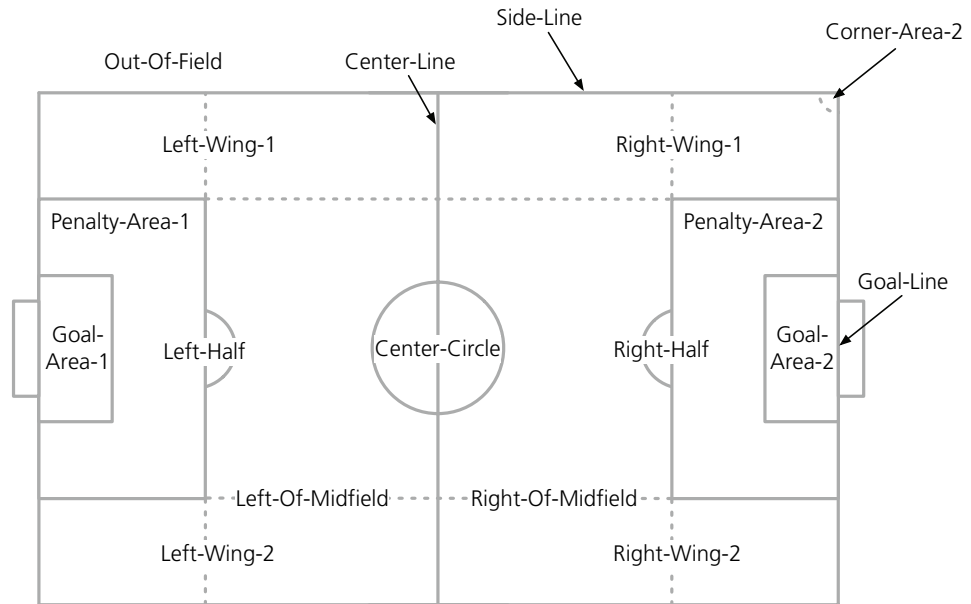 Side-Line
Corner-Area-2
Out-Of-Field
Center-Line
Left-Wing-1
Right-Wing-1
Penalty-Area-1
Penalty-Area-2
Goal-Line
Goal-
Area-1
Left-Half
Center-Circle
Right-Half
Goal-
Area-2
Left-Of-Midfield
Right-Of-Midfield
Left-Wing-2
Right-Wing-2